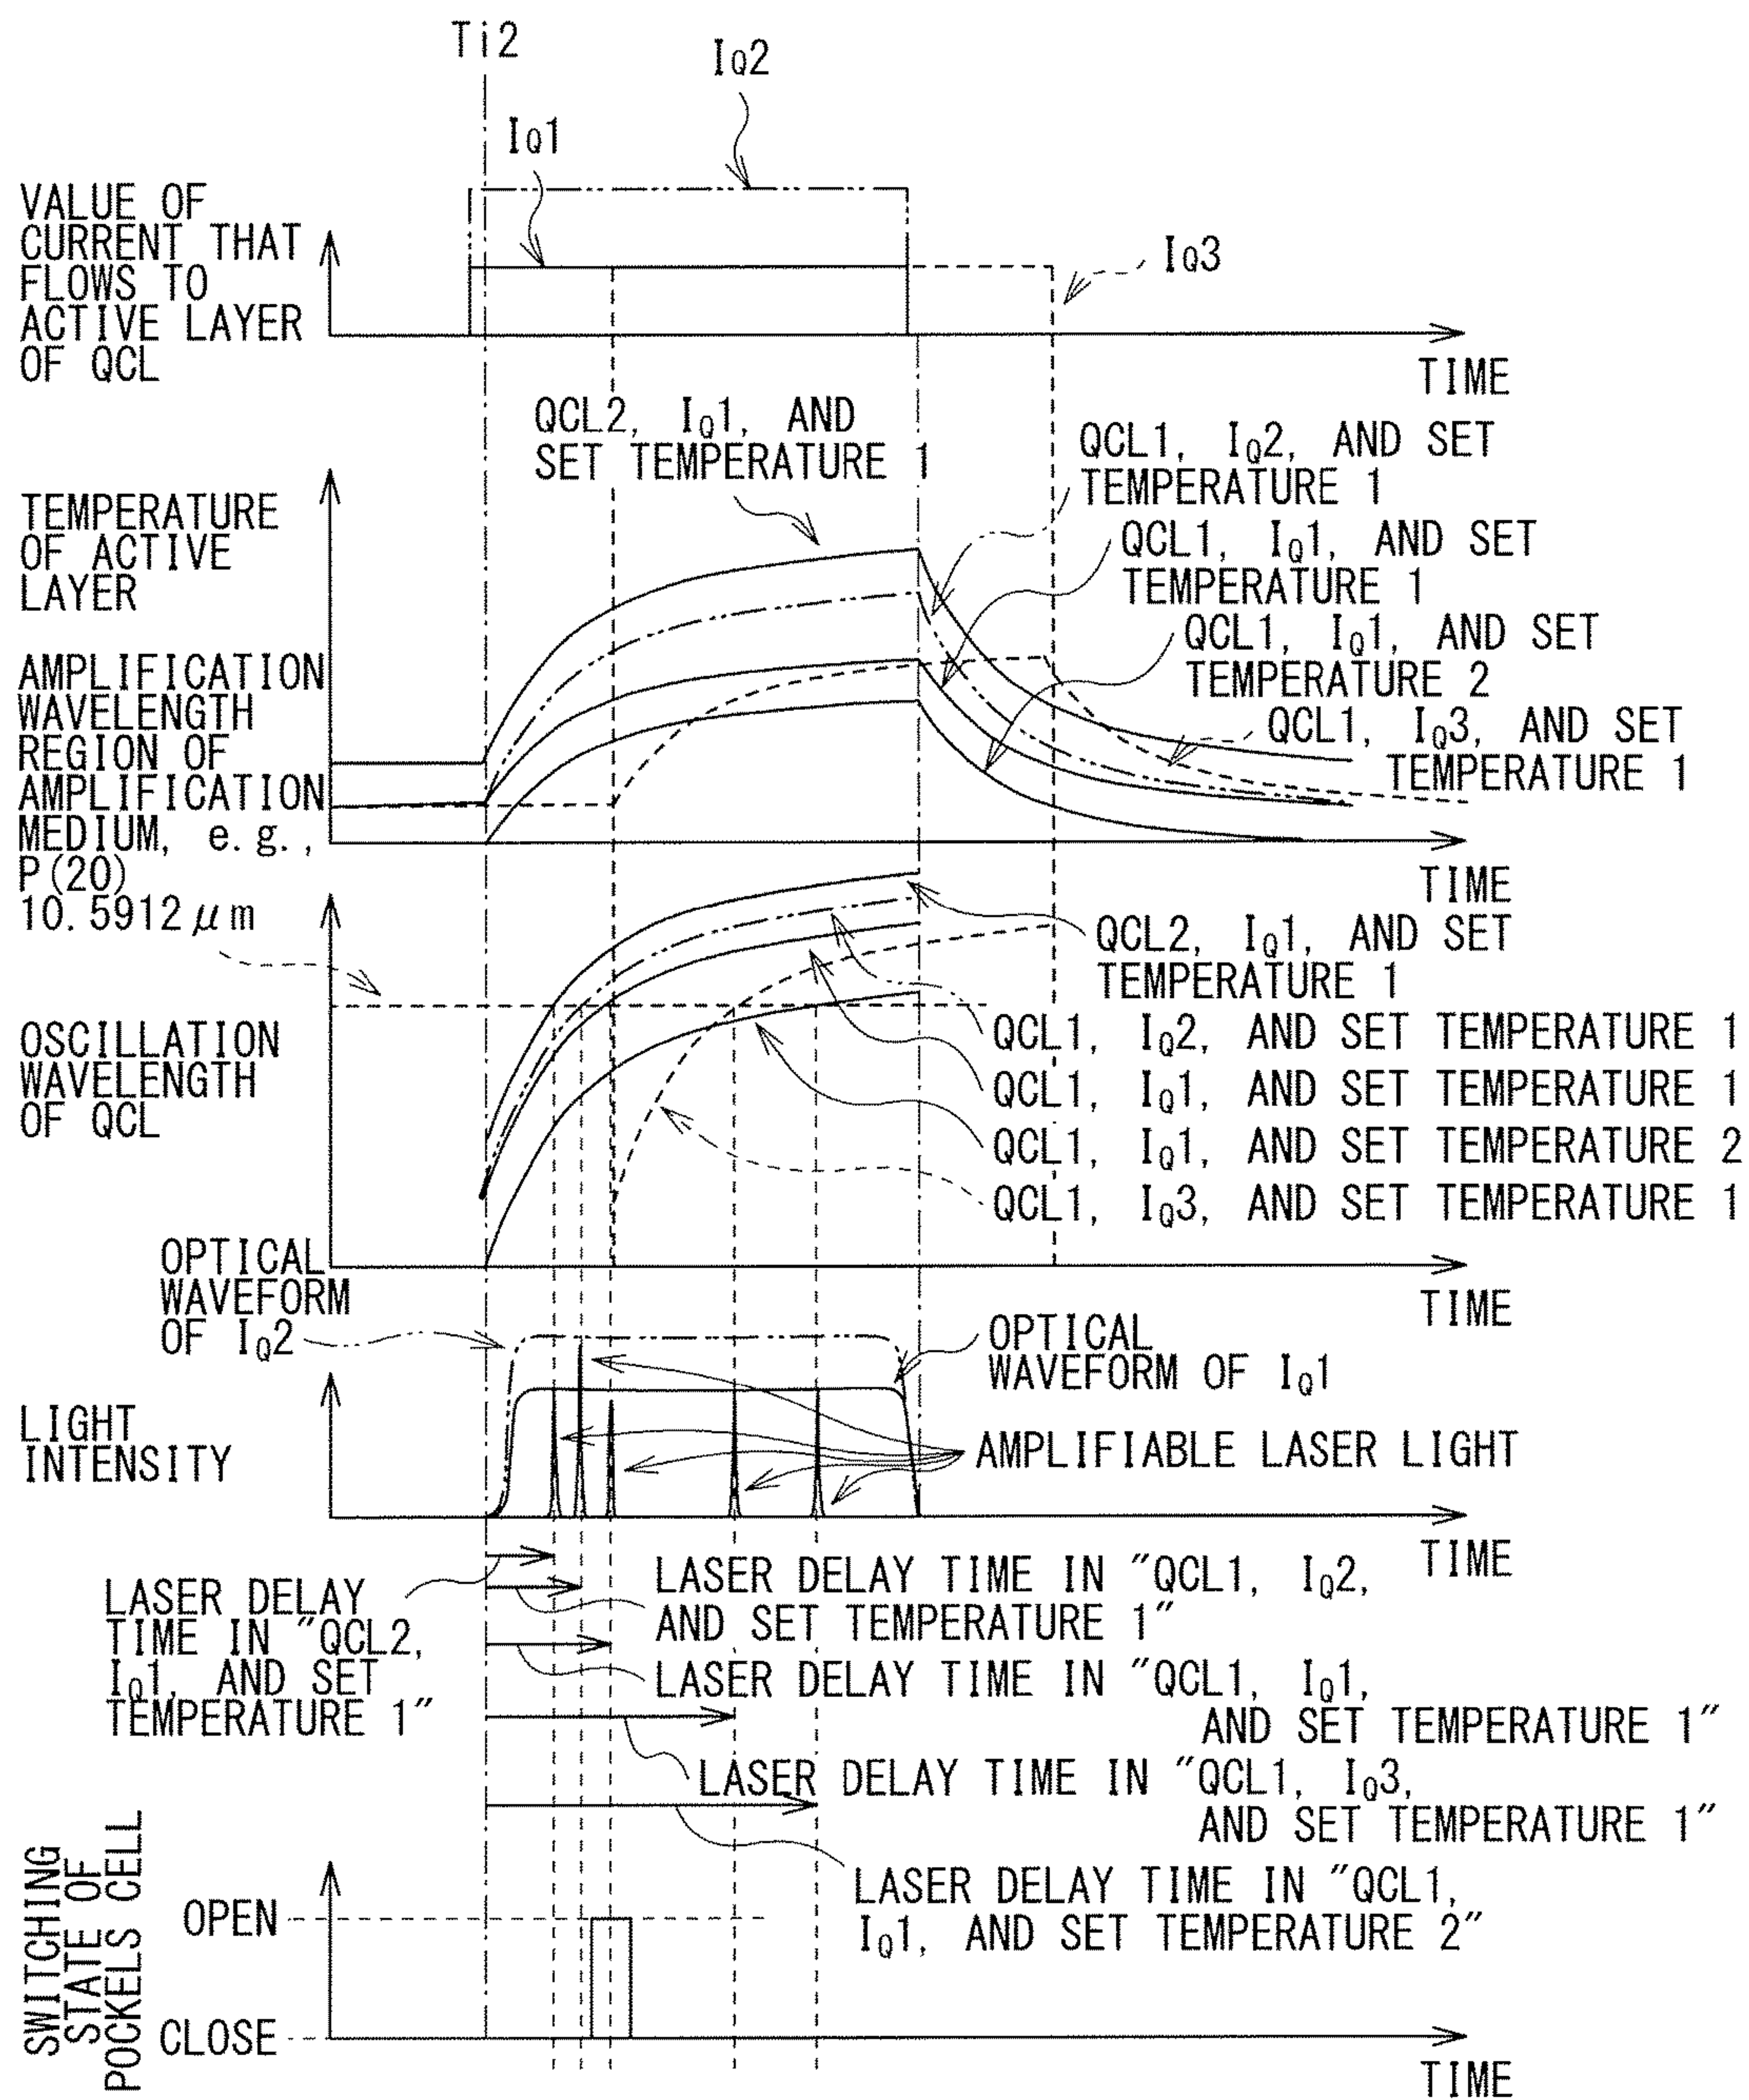 Ti2
IQ2
IQ1
VALUE OF
CURRENT THAT
FLOWS TO
ACTIVE LAYER
OF QCL
IQ3
TIME
QCL2, IQ1, AND
SET TEMPERATURE 1
QCL1, IQ2, AND SET
TEMPERATURE 1
TEMPERATURE
OF ACTIVE
LAYER
QCL1, IQ1, AND SET
TEMPERATURE 1
QCL1, IQ1, AND SET
TEMPERATURE 2
QCL1, IQ3, AND SET
TEMPERATURE 1
TIME
AMPLIFICATION
WAVELENGTH
REGION OF
AMPLIFICATION
MEDIUM, e.g.,
P(20)
10.5912μm
QCL2, IQ1, AND SET
TEMPERATURE 1
OSCILLATION
WAVELENGTH
OF QCL
QCL1, IQ2, AND SET TEMPERATURE 1
QCL1, IQ1, AND SET TEMPERATURE 1
QCL1, IQ1, AND SET TEMPERATURE 2
QCL1, IQ3, AND SET TEMPERATURE 1
TIME
OPTICAL
WAVEFORM
OF IQ2
OPTICAL
WAVEFORM OF IQ1
LIGHT
INTENSITY
AMPLIFIABLE LASER LIGHT
TIME
LASER DELAY
TIME IN "QCL2,
IQ1, AND SET
TEMPERATURE 1"
LASER DELAY TIME IN "QCL1, IQ2,
AND SET TEMPERATURE 1"
LASER DELAY TIME IN "QCL1, IQ1,
AND SET TEMPERATURE 1"
LASER DELAY TIME IN "QCL1, IQ3,
AND SET TEMPERATURE 1"
LASER DELAY TIME IN "QCL1,
IQ1, AND SET TEMPERATURE 2"
SWITCHING
STATE OF
POCKELS CELL
OPEN
CLOSE
TIME